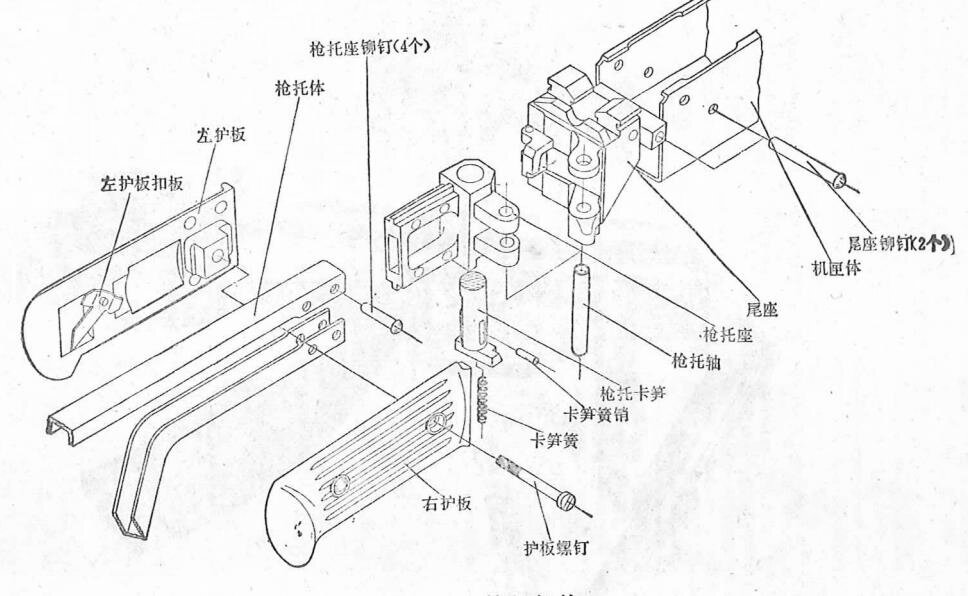 枪托座铆钉(4个)
枪托体
左护板
左护板扣板
尾座铆钉(2个)
机匣体
尾座
枪托座
枪托轴
枪托卡笋
卡笋簧销
卡笋簧
右护板
护板螺钉